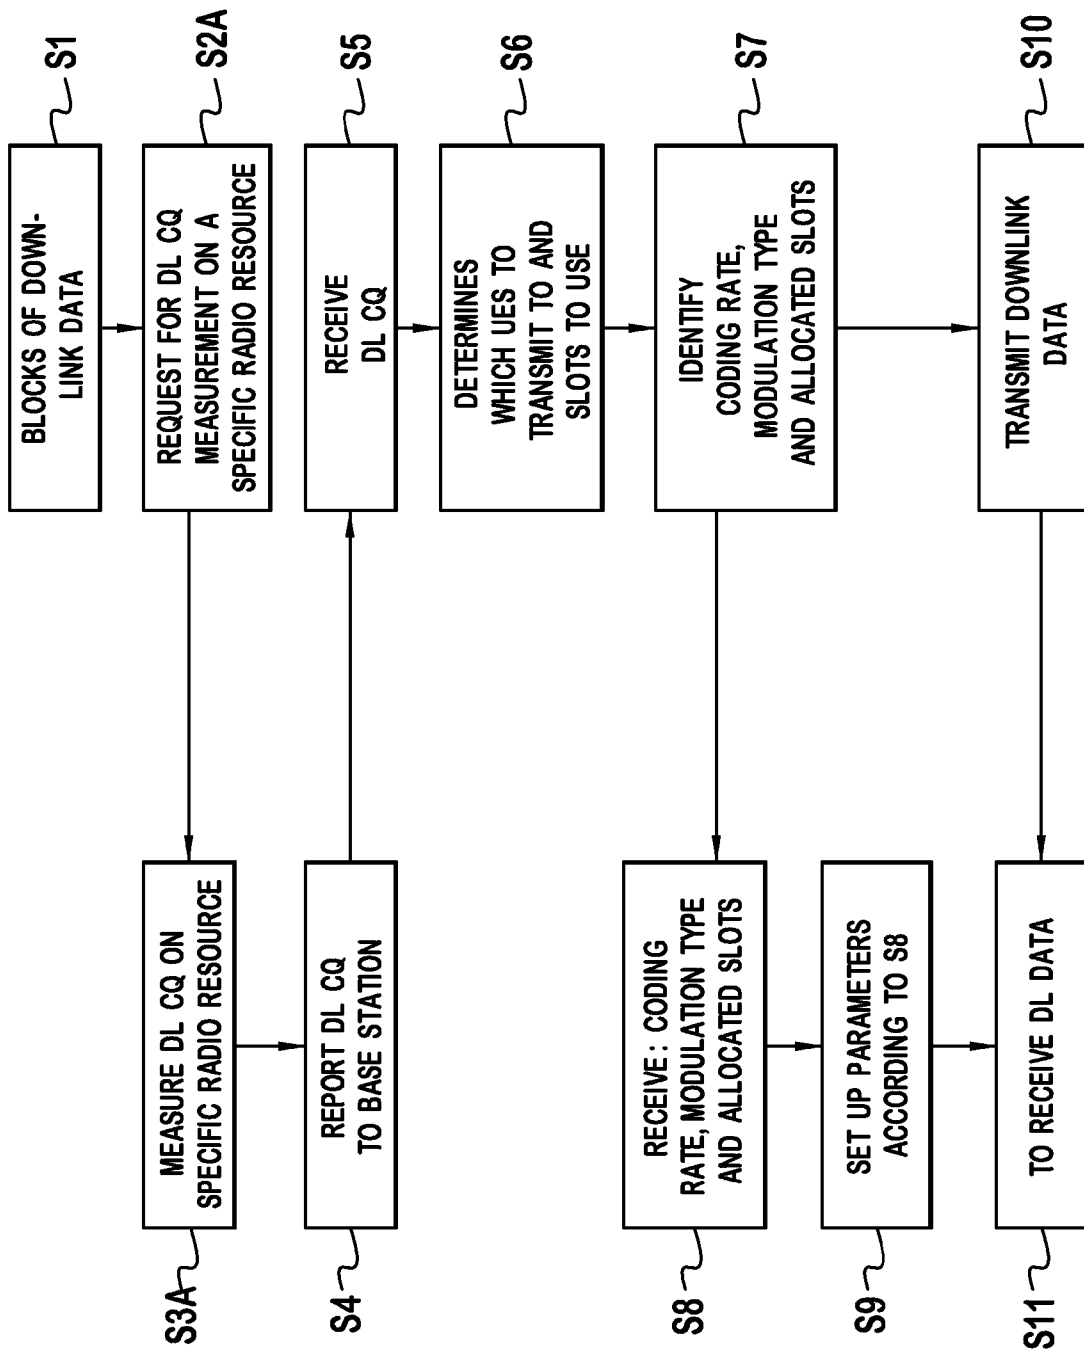 S1
BLOCKS OF DOWN-
LINK DATA
S2A
REQUEST FOR DL CQ
MEASUREMENT ON A
SPECIFIC RADIO RESOURCE
S3A
MEASURE DL CQ ON
SPECIFIC RADIO RESOURCE
S4
REPORT DL CQ
TO BASE STATION
S5
RECEIVE
DL CQ
S6
DETERMINES
WHICH UES TO
TRANSMIT TO AND
SLOTS TO USE
S7
IDENTIFY
CODING RATE,
MODULATION TYPE
AND ALLOCATED SLOTS
S8
RECEIVE: CODING
RATE, MODULATION TYPE
AND ALLOCATED SLOTS
S9
SET UP PARAMETERS
ACCORDING TO S8
S10
TRANSMIT DOWNLINK
DATA
S11
TO RECEIVE DL DATA